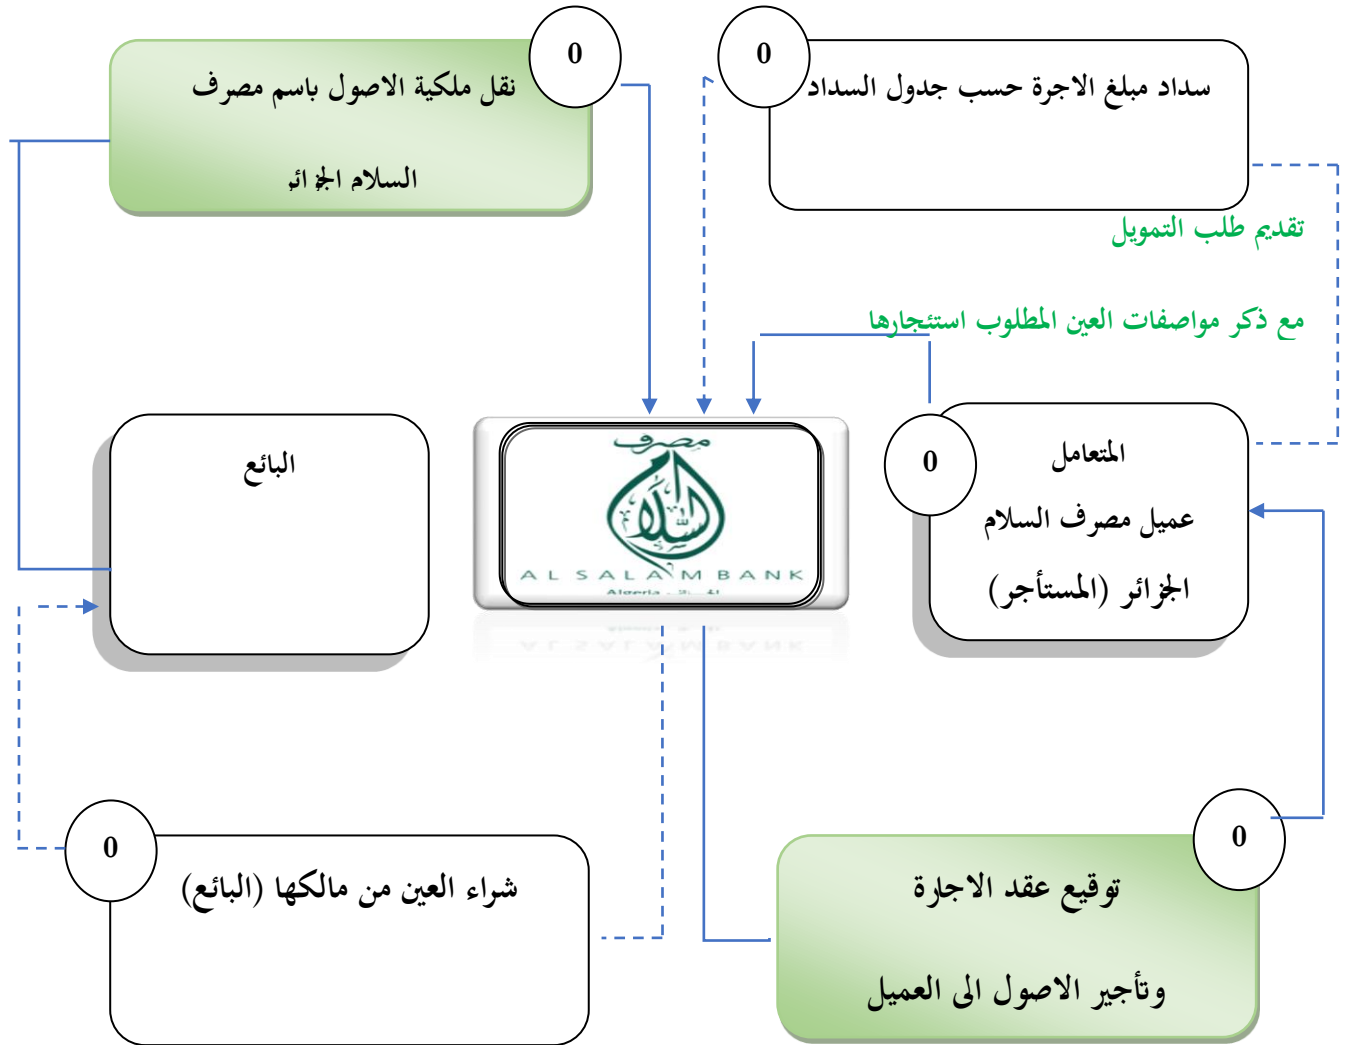 0
سداد مبلغ الاجرة حسب جدول السداد
0
نقل ملكية الاصول باسم مصرف
السلام الجزائر
تقديم طلب التمويل
مع ذكر مواصفات العين المطلوب استئجارها
0
المتعامل
عميل مصرف السلام
الجزائر (المستأجر)
مصرف
السلام
AL SALAM BANK
Algeria
البائع
0
توقيع عقد الاجارة
وتأجير الاصول الى العميل
0
شراء العين من مالكها (البائع)